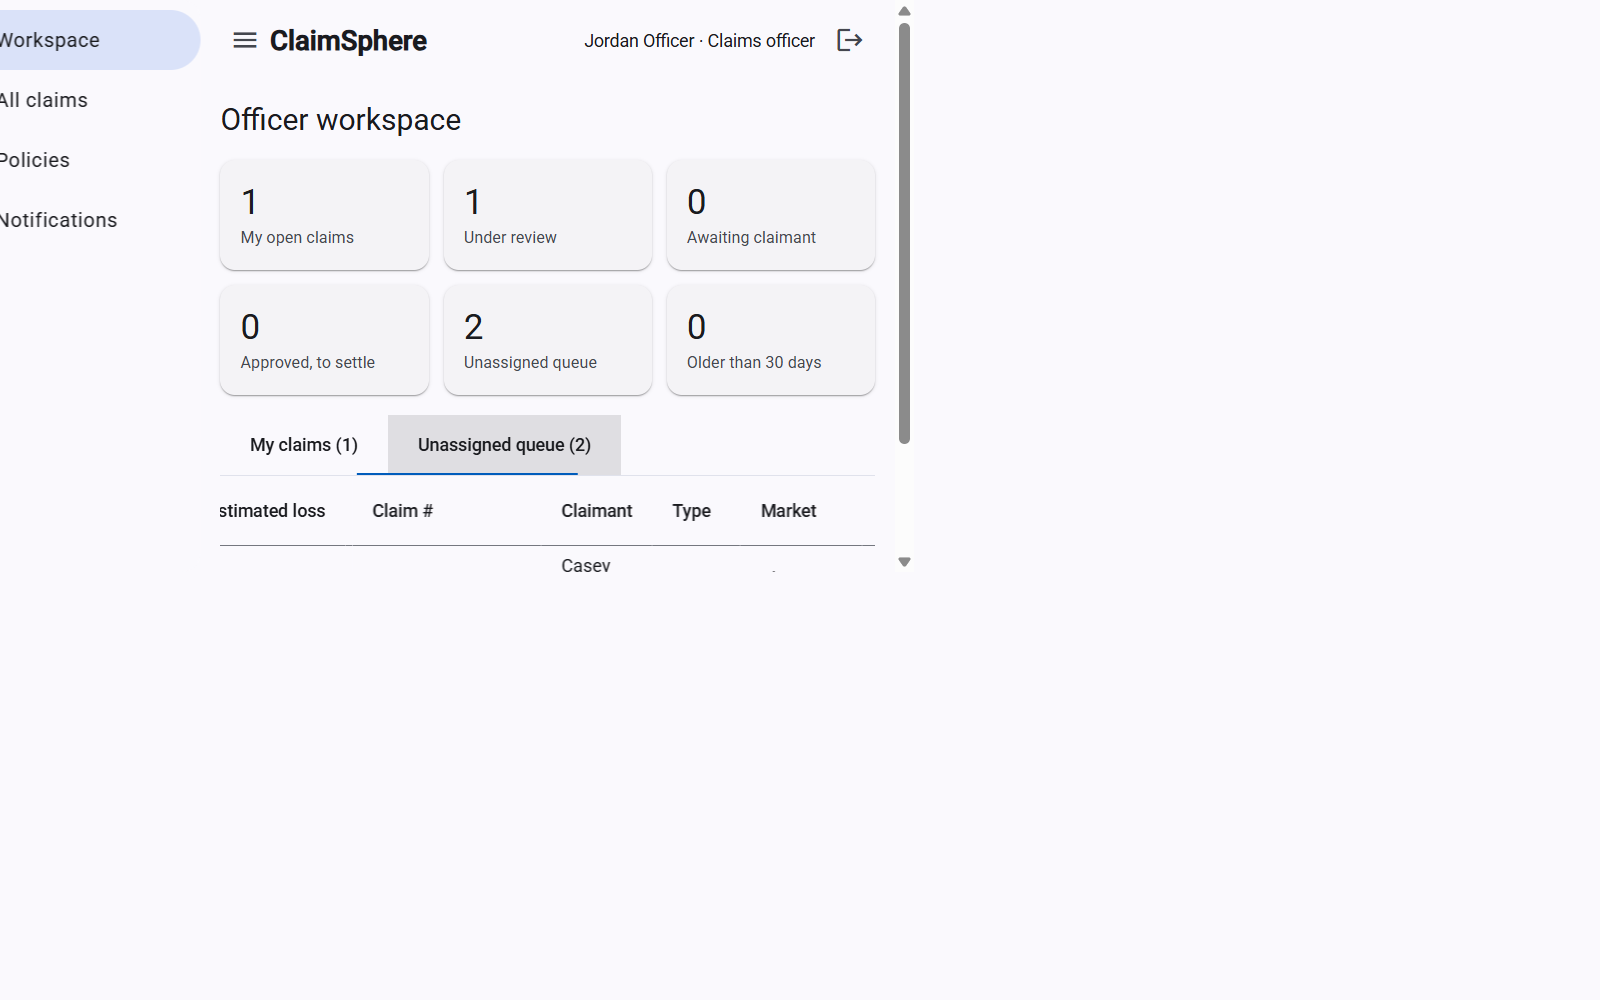 Workspace
All claims
Policies
Notifications
ClaimSphere
Jordan Officer · Claims officer
Officer workspace
1
My open claims
1
Under review
0
Awaiting claimant
0
Approved, to settle
2
Unassigned queue
0
Older than 30 days
My claims (1)
Unassigned queue (2)
stimated loss
Claim #
Claimant
Type
Market
Casey